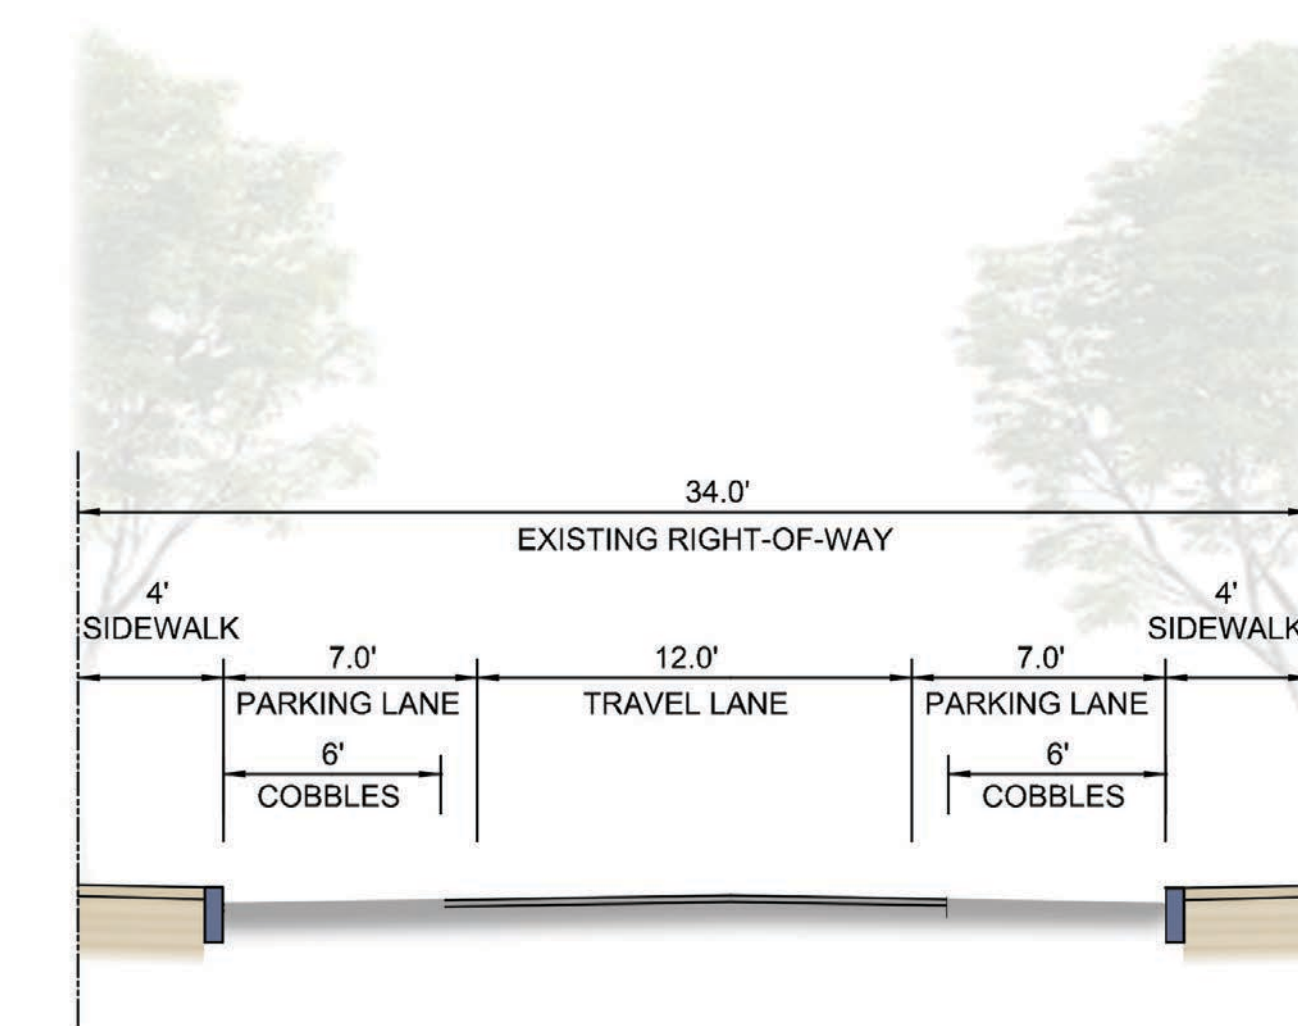 34.0'
EXISTING RIGHT-OF-WAY
4'
SIDEWALK
4'
SIDEWALK
7.0'
PARKING LANE
12.0'
TRAVEL LANE
7.0'
PARKING LANE
6'
COBBLES
6'
COBBLES